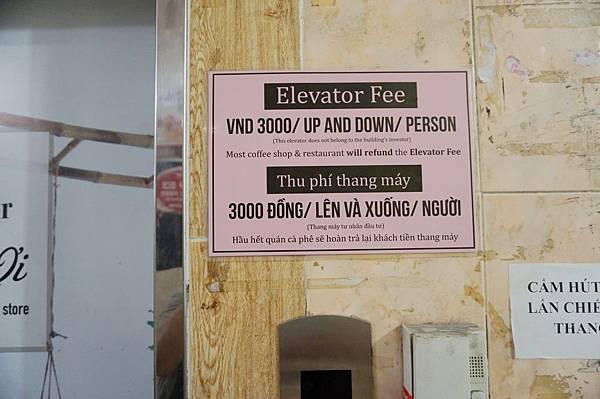 Elevator Fee
VND 3000/ UP AND DOWN/ PERSON
(This elevator does not belong to the building's investor)
Most coffee shop & restaurant will refund the Elevator Fee
Thu phí thang máy
3000 ĐỒNG/ LÊN VÀ XUỐNG/ NGƯỜI
(Thang máy tư nhân đầu tư)
Hầu hết quán cà phê sẽ hoàn trả lại khách tiền thang máy
store
CẤM HÚT
LẤN CHIẾ
THANG